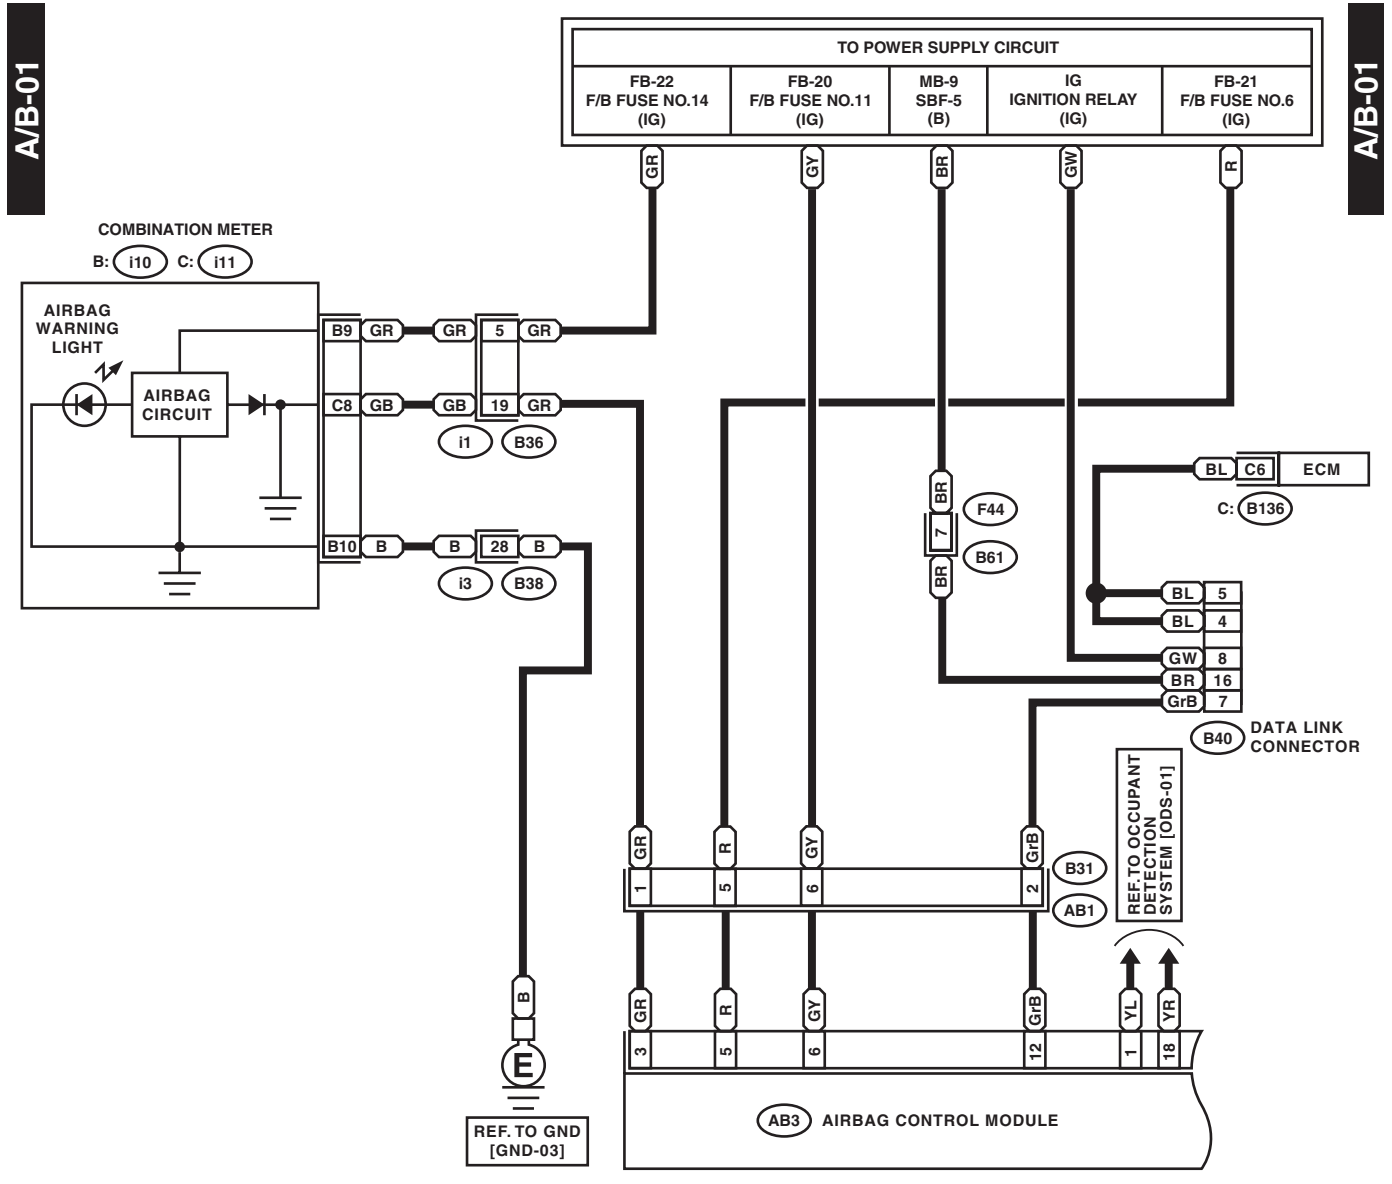 A/B-01
A/B-01
TO POWER SUPPLY CIRCUIT
FB-22
F/B FUSE NO.14
(IG)
FB-20
F/B FUSE NO.11
(IG)
MB-9
SBF-5
(B)
IG
IGNITION RELAY
(IG)
FB-21
F/B FUSE NO.6
(IG)
GR
GY
BR
GW
R
COMBINATION METER
B: i10 C: i11
AIRBAG
WARNING
LIGHT
AIRBAG
CIRCUIT
B9 GR GR 5 GR
C8 GB GB 19 GR
i1 B36
B10 B B 28 B
i3 B38
BR
7
BR
F44
B61
BL C6 ECM
C: B136
BL 5
BL 4
GW 8
BR 16
GrB 7
B40
DATA LINK
CONNECTOR
REF. TO OCCUPANT
DETECTION
SYSTEM [ODS-01]
GR R GY GrB
1 5 6 2
B31
AB1
B
E
REF. TO GND
[GND-03]
GR R GY GrB YL YR
3 5 6 12 1 18
AB3 AIRBAG CONTROL MODULE